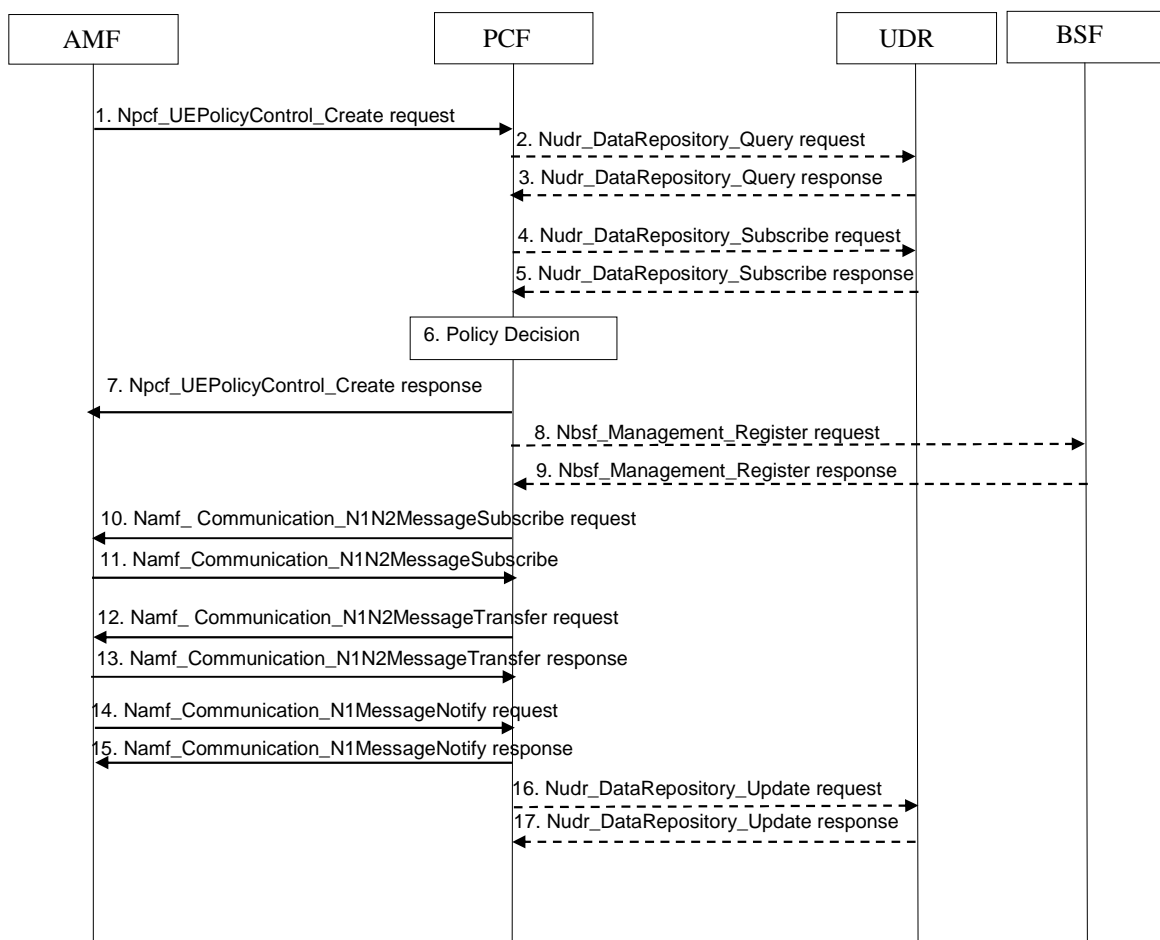 AMF
PCF
UDR
BSF
1. Npcf_UEPolicyControl_Create request
2. Nudr_DataRepository_Query request
3. Nudr_DataRepository_Query response
4. Nudr_DataRepository_Subscribe request
5. Nudr_DataRepository_Subscribe response
6. Policy Decision
7. Npcf_UEPolicyControl_Create response
8. Nbsf_Management_Register request
9. Nbsf_Management_Register response
10. Namf_ Communication_N1N2MessageSubscribe request
11. Namf_Communication_N1N2MessageSubscribe
12. Namf_ Communication_N1N2MessageTransfer request
13. Namf_Communication_N1N2MessageTransfer response
14. Namf_Communication_N1MessageNotify request
15. Namf_Communication_N1MessageNotify response
16. Nudr_DataRepository_Update request
17. Nudr_DataRepository_Update response